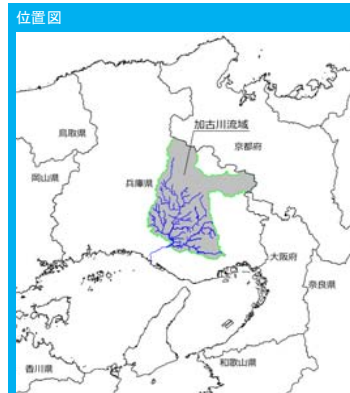 位置図
加古川流域
鳥取県
京都府
岡山県
兵庫県
大阪府
奈良県
香川県
和歌山県